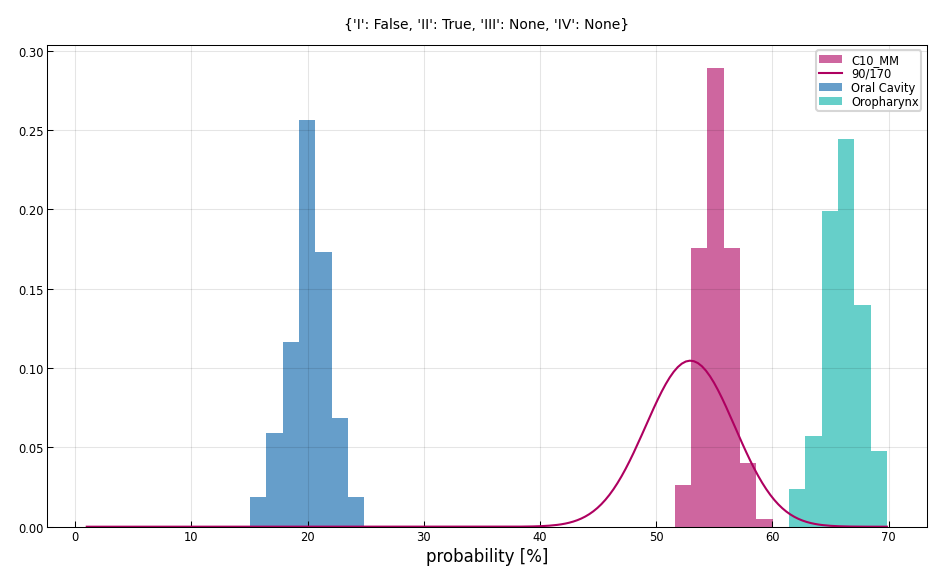 {'I': False, 'II': True, 'III': None, 'IV': None}
0.30
0.25
0.20
0.15
0.10
0.05
0.00
C10_MM
90/170
Oral Cavity
Oropharynx
0 10 20 30 40 50 60 70
probability [%]